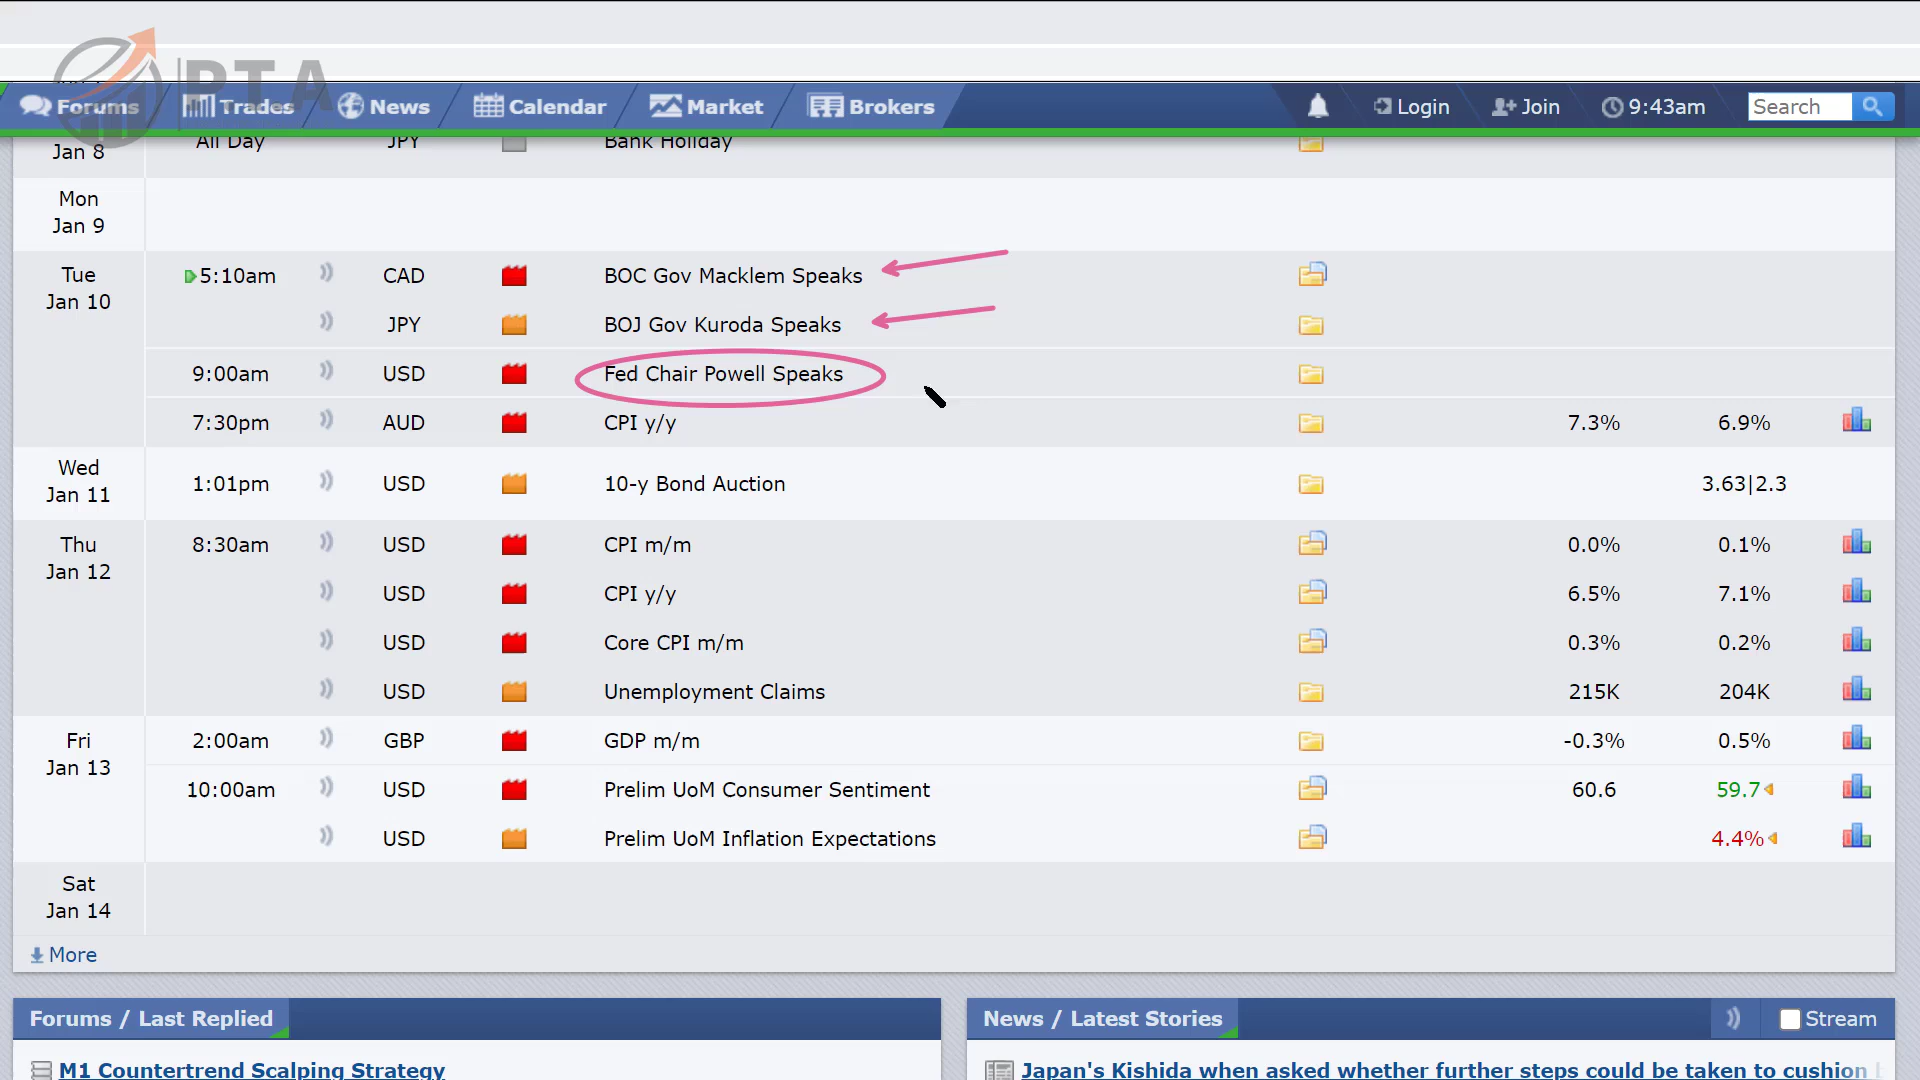 PTA
Forums Trades News Calendar Market Brokers Login Join 9:43am Search
Jan 8 All Day JPY Bank Holiday
Mon
Jan 9
Tue
Jan 10
5:10am CAD BOC Gov Macklem Speaks
JPY BOJ Gov Kuroda Speaks
9:00am USD Fed Chair Powell Speaks
7:30pm AUD CPI y/y 7.3% 6.9%
Wed
Jan 11
1:01pm USD 10-y Bond Auction 3.63|2.3
Thu
Jan 12
8:30am USD CPI m/m 0.0% 0.1%
USD CPI y/y 6.5% 7.1%
USD Core CPI m/m 0.3% 0.2%
USD Unemployment Claims 215K 204K
Fri
Jan 13
2:00am GBP GDP m/m -0.3% 0.5%
10:00am USD Prelim UoM Consumer Sentiment 60.6 59.7
USD Prelim UoM Inflation Expectations 4.4%
Sat
Jan 14
More
Forums / Last Replied
News / Latest Stories Stream
M1 Countertrend Scalping Strategy
Japan's Kishida when asked whether further steps could be taken to cushion